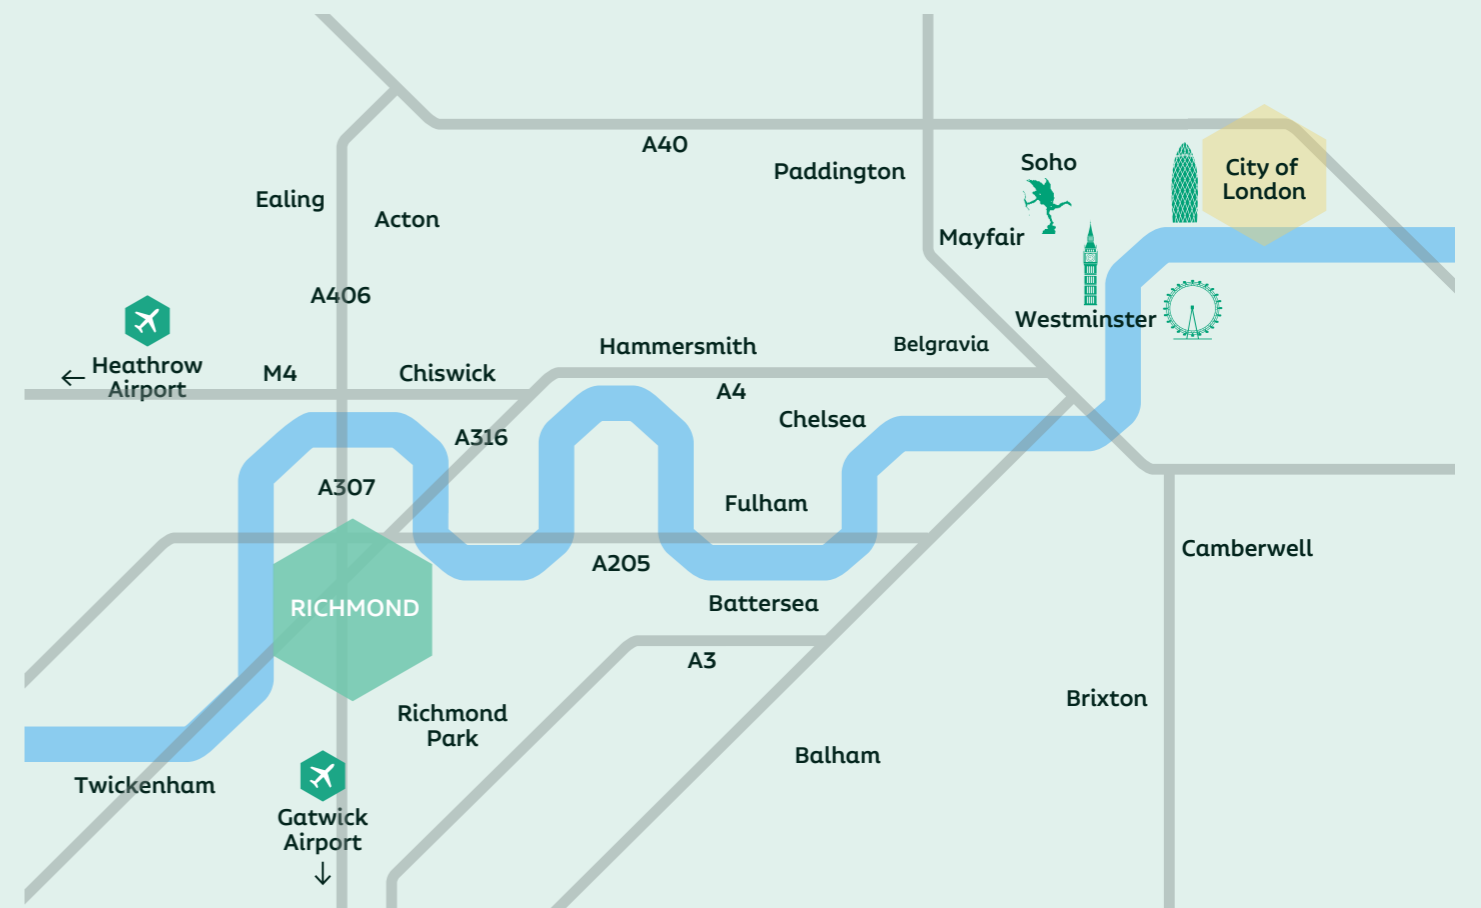 A40
Soho
Paddington
City of
London
Ealing
Acton
Mayfair
A406
Westminster
Heathrow
Airport
M4
Chiswick
Hammersmith
Belgravia
A4
Chelsea
A316
A307
Fulham
A205
Camberwell
RICHMOND
Battersea
A3
Richmond
Park
Brixton
Balham
Twickenham
Gatwick
Airport